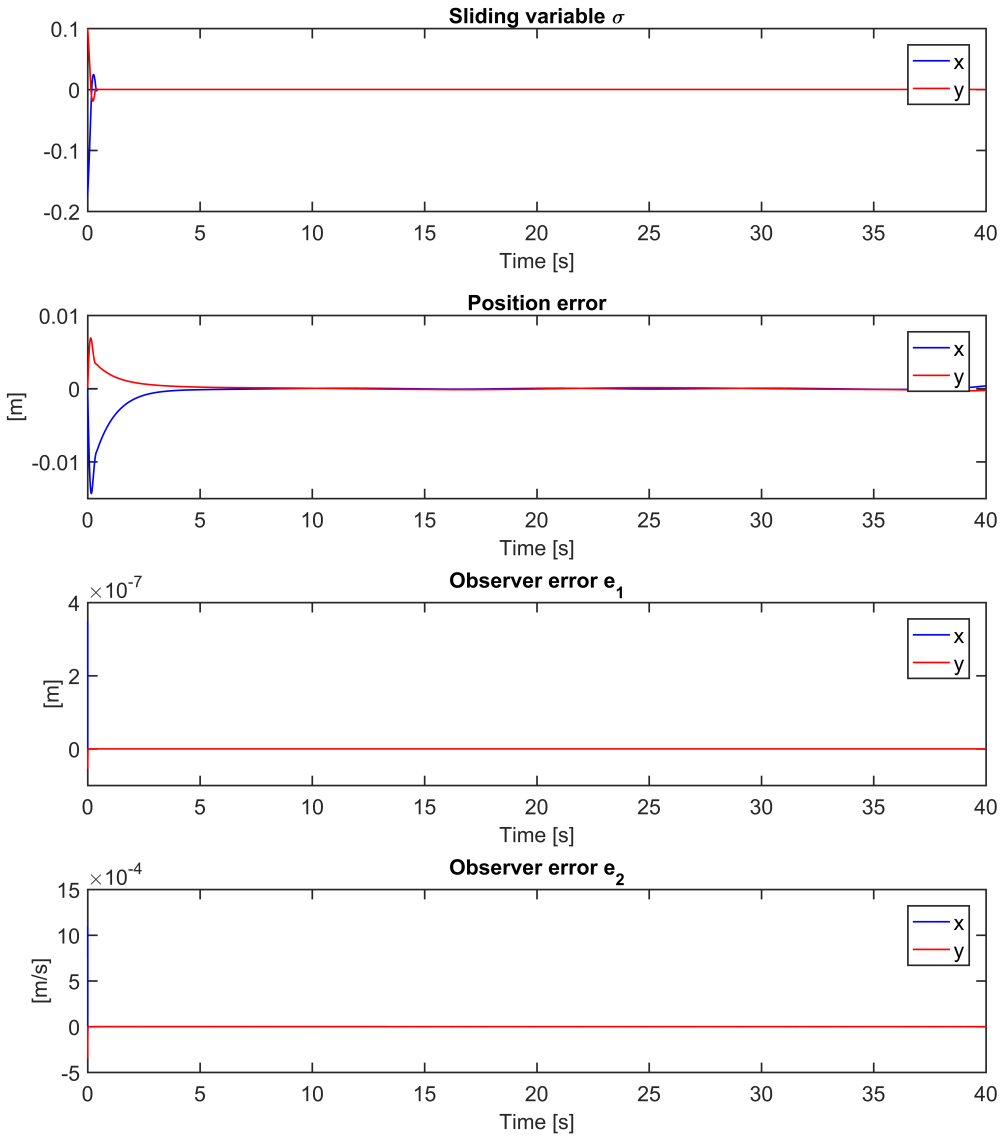 Sliding variable σ
0.1
0
-0.1
-0.2
x
y
0 5 10 15 20 25 30 35 40
Time [s]
Position error
0.01
0
-0.01
[m]
x
y
0 5 10 15 20 25 30 35 40
Time [s]
Observer error e₁
×10⁻⁷
4
2
0
[m]
x
y
0 5 10 15 20 25 30 35 40
Time [s]
Observer error e₂
×10⁻⁴
15
10
5
0
-5
[m/s]
x
y
0 5 10 15 20 25 30 35 40
Time [s]